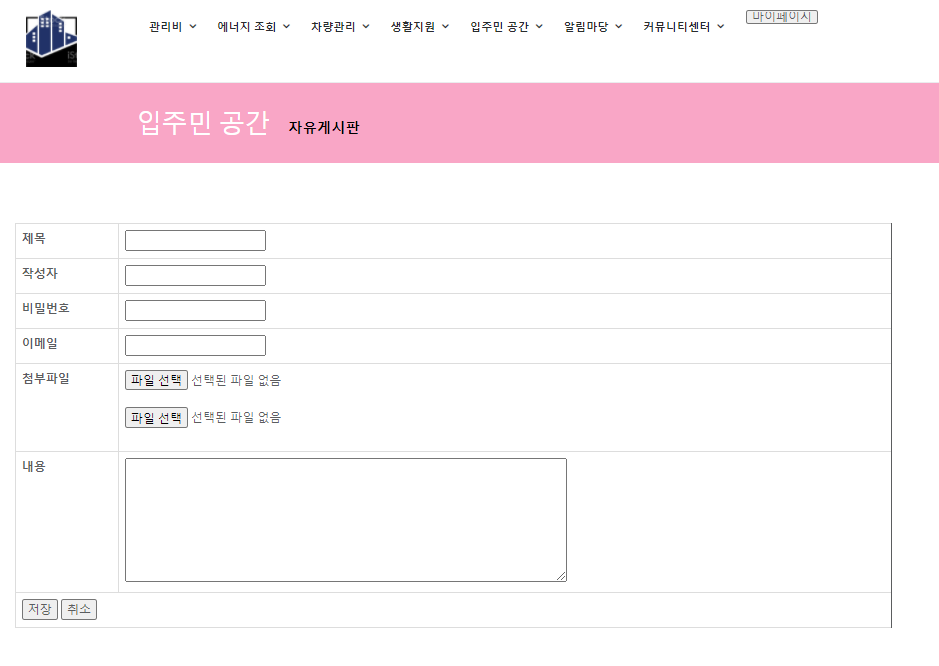 관리비 에너지 조회 차량관리 생활지원 입주민 공간 알림마당 커뮤니티센터 마이페이지
입주민 공간 자유게시판
제목
작성자
비밀번호
이메일
첨부파일 파일 선택 선택된 파일 없음
파일 선택 선택된 파일 없음
내용
저장 취소